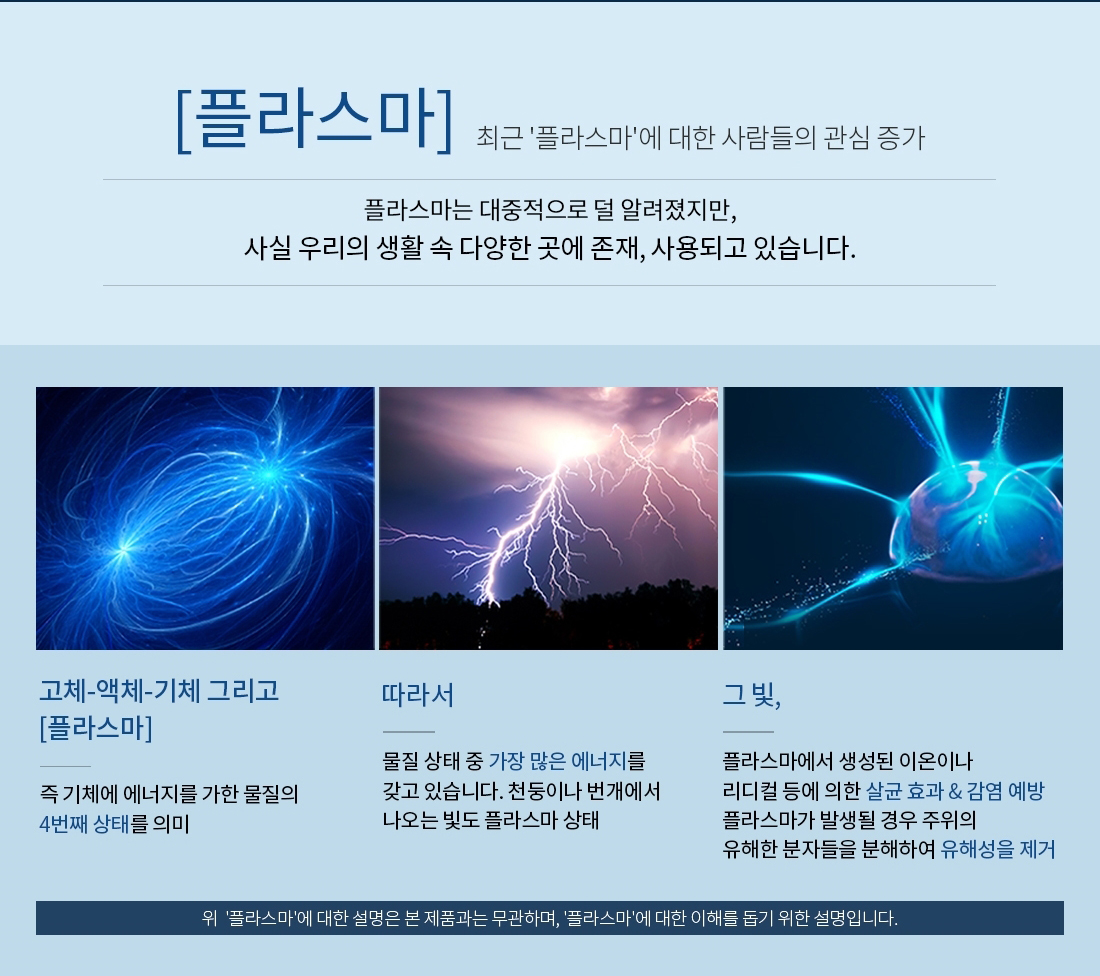 [플라스마] 최근 '플라스마'에 대한 사람들의 관심 증가
플라스마는 대중적으로 덜 알려졌지만,
사실 우리의 생활 속 다양한 곳에 존재, 사용되고 있습니다.
고체-액체-기체 그리고
[플라스마]
즉 기체에 에너지를 가한 물질의
4번째 상태를 의미
따라서
물질 상태 중 가장 많은 에너지를
갖고 있습니다. 천둥이나 번개에서
나오는 빛도 플라스마 상태
그 빛,
플라스마에서 생성된 이온이나
리디컬 등에 의한 살균 효과 & 감염 예방
플라스마가 발생될 경우 주위의
유해한 분자들을 분해하여 유해성을 제거
위 '플라스마'에 대한 설명은 본 제품과는 무관하며, '플라스마'에 대한 이해를 돕기 위한 설명입니다.